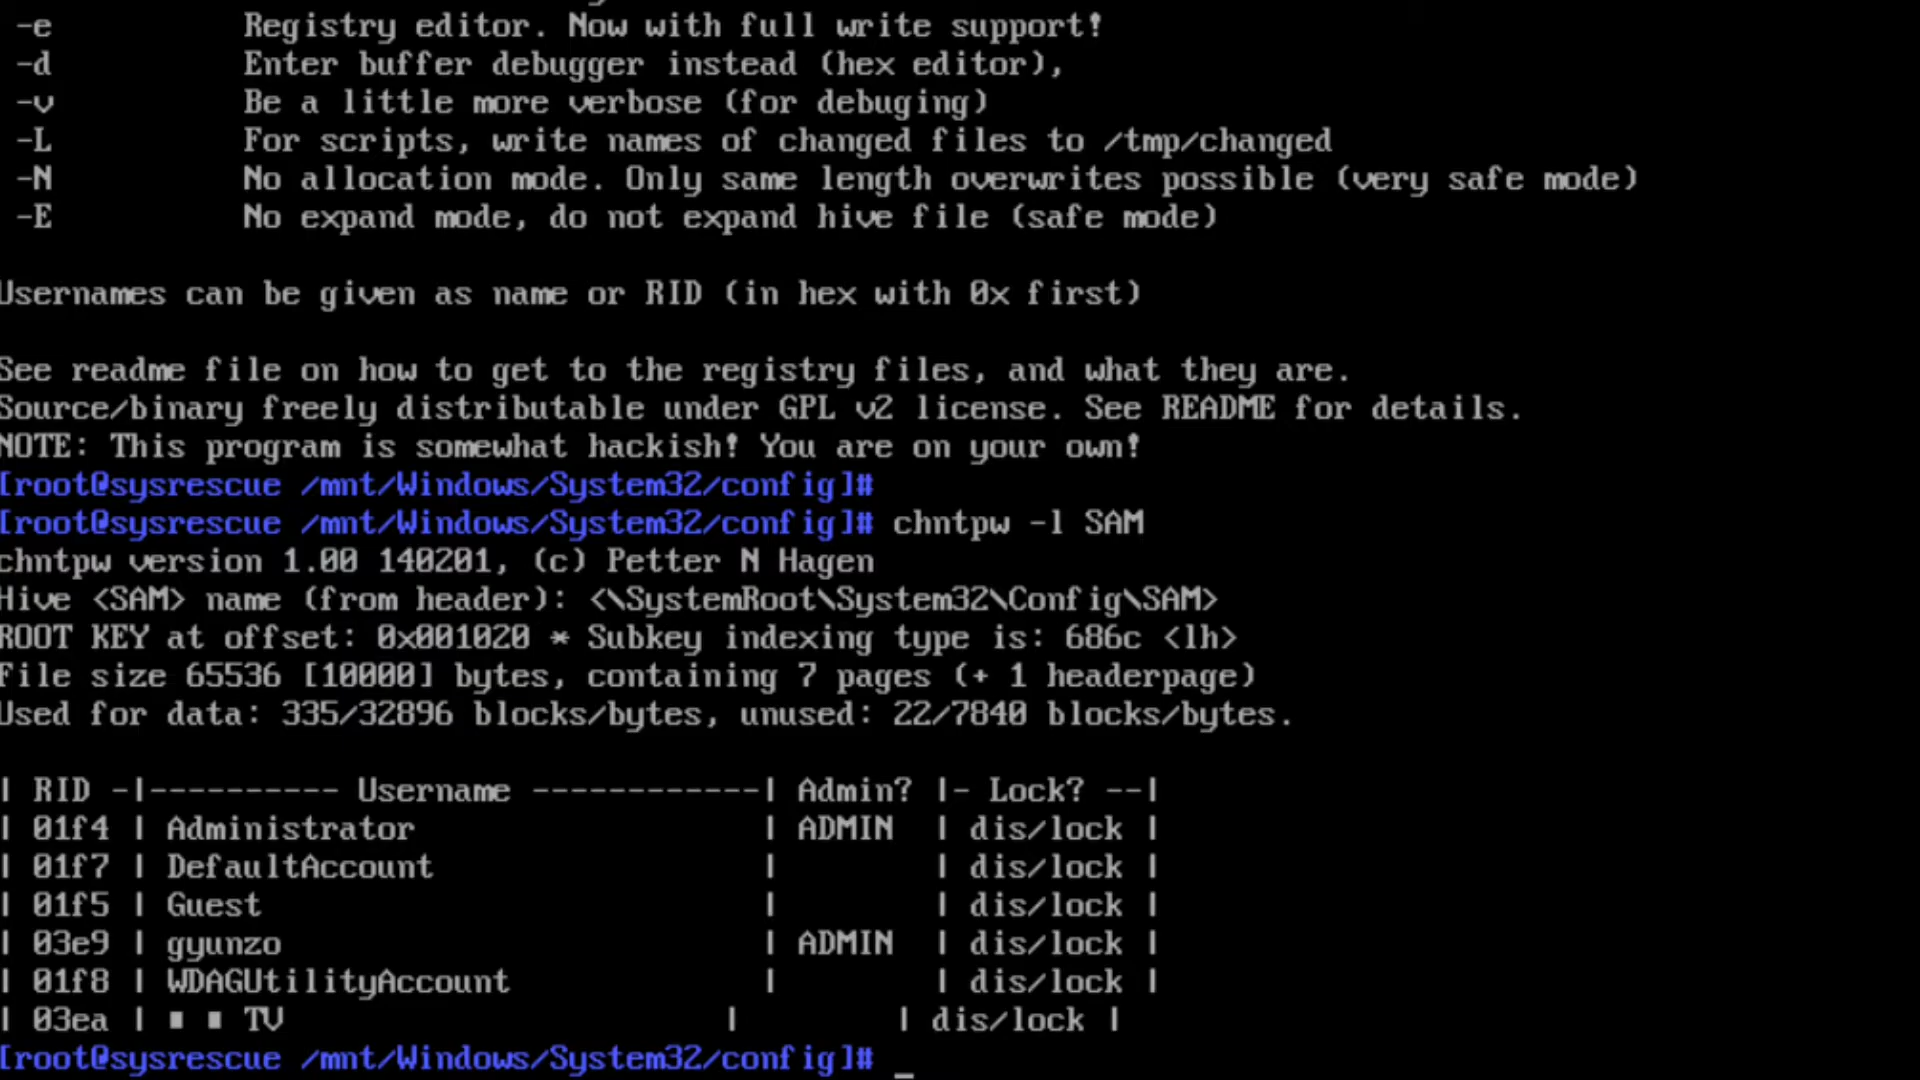 -e          Registry editor. Now with full write support!
-d          Enter buffer debugger instead (hex editor),
-v          Be a little more verbose (for debuging)
-L          For scripts, write names of changed files to /tmp/changed
-N          No allocation mode. Only same length overwrites possible (very safe mode)
-E          No expand mode, do not expand hive file (safe mode)
Usernames can be given as name or RID (in hex with 0x first)
See readme file on how to get to the registry files, and what they are.
Source/binary freely distributable under GPL v2 license. See README for details.
NOTE: This program is somewhat hackish! You are on your own!
[root@sysrescue /mnt/Windows/System32/config]#
[root@sysrescue /mnt/Windows/System32/config]# chntpw -l SAM
chntpw version 1.00 140201, (c) Petter N Hagen
Hive <SAM> name (from header): <\SystemRoot\System32\Config\SAM>
ROOT KEY at offset: 0x001020 * Subkey indexing type is: 686c <lh>
File size 65536 [10000] bytes, containing 7 pages (+ 1 headerpage)
Used for data: 335/32896 blocks/bytes, unused: 22/7840 blocks/bytes.
| RID -|---------- Username ------------| Admin? |- Lock? --|
| 01f4 | Administrator                  | ADMIN  | dis/lock |
| 01f7 | DefaultAccount                 |        | dis/lock |
| 01f5 | Guest                          |        | dis/lock |
| 03e9 | gyunzo                         | ADMIN  | dis/lock |
| 01f8 | WDAGUtilityAccount             |        | dis/lock |
| 03ea | ▪ ▪ TV                       |        | dis/lock |
[root@sysrescue /mnt/Windows/System32/config]# _